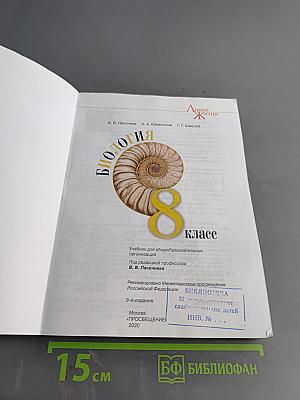 Линия
Жизни
В. В. Пасечник А. А. Каменский Г. Г. Швецов
БИОЛОГИЯ
8
класс
Учебник для общеобразовательных
организаций
Под редакцией профессора
В. В. Пасечника
Рекомендовано Министерством просвещения
Российской Федерации
9-е издание
Москва
«ПРОСВЕЩЕНИЕ»
2020
БИБЛИОТЕКА
детей
ИНВ. №
15 см
БФ БИБЛИОФАН